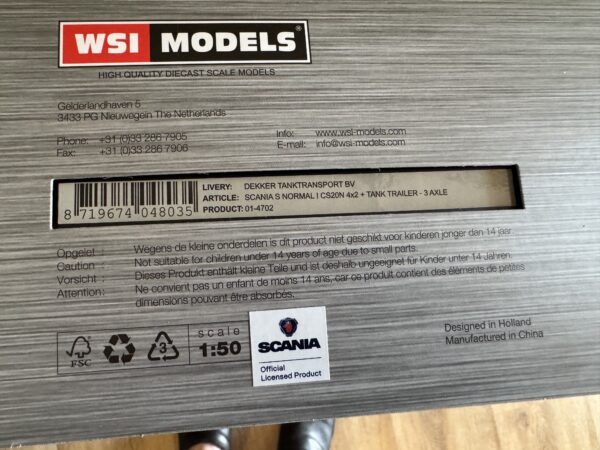 WSI MODELS
HIGH QUALITY DIECAST SCALE MODELS
Gelderlandhaven 5
3433 PG Nieuwegein The Netherlands
Phone: +31 (0)33 286 7905
Fax: +31 (0)33 286 7906
Info: www.wsi-models.com
E-mail: info@wsi-models.com
LIVERY: DEKKER TANKTRANSPORT BV
ARTICLE: SCANIA S NORMAL I CS20N 4x2 + TANK TRAILER - 3 AXLE
PRODUCT: 01-4702
8 719674 048035
Opgelet : Wegens de kleine onderdelen is dit product niet geschikt voor kinderen jonger dan 14 jaar.
Caution : Not suitable for children under 14 years of age due to small parts.
Vorsicht : Dieses Produkt enthält kleine Teile und ist deshalb ungeeignet für Kinder unter 14 Jahren.
Attention : Ne convient pas un enfant de moins 14 ans, car ce produit contient des éléments de petites
dimensions pouvant être absorbés.
FSC
3
scale
1:50
SCANIA
SCANIA
Official
Licensed Product
Designed in Holland
Manufactured in China